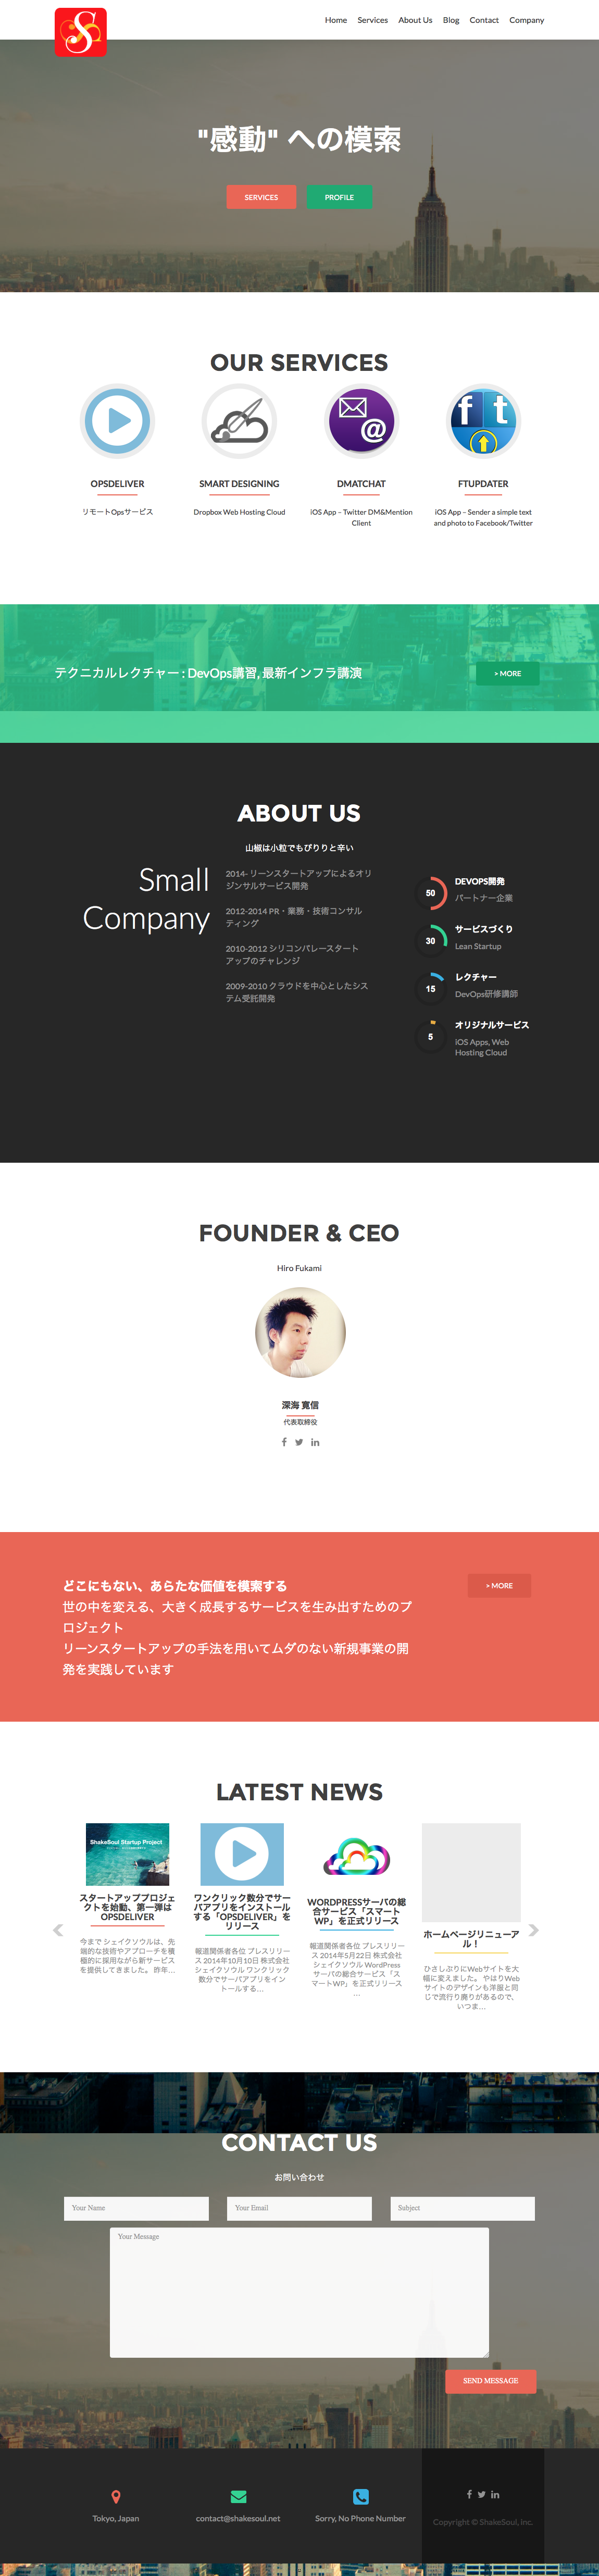 S
Home Services About Us Blog Contact Company
"感動" への模索
SERVICES PROFILE
OUR SERVICES
OPSDELIVER
リモートOpsサービス
SMART DESIGNING
Dropbox Web Hosting Cloud
DMATCHAT
iOS App – Twitter DM&Mention
Client
FTUPDATER
iOS App – Sender a simple text
and photo to Facebook/Twitter
テクニカルレクチャー : DevOps講習, 最新インフラ講演
> MORE
ABOUT US
山椒は小粒でもぴりりと辛い
Small
Company
2014- リーンスタートアップによるオリ
ジンサルサービス開発
2012-2014 PR・業務・技術コンサル
ティング
2010-2012 シリコンバレースタート
アップのチャレンジ
2009-2010 クラウドを中心としたシス
テム受託開発
50
DEVOPS開発
パートナー企業
30
サービスづくり
Lean Startup
15
レクチャー
DevOps研修講師
5
オリジナルサービス
iOS Apps, Web
Hosting Cloud
FOUNDER & CEO
Hiro Fukami
深海 寛信
代表取締役
どこにもない、あらたな価値を模索する
世の中を変える、大きく成長するサービスを生み出すためのプ
ロジェクト
リーンスタートアップの手法を用いてムダのない新規事業の開
発を実践しています
> MORE
LATEST NEWS
ShakeSoul Startup Project
スタートアッププロジェ
クトを始動、第一弾は
OPSDELIVER
今まで シェイクソウルは、先
端的な技術やアプローチを積
極的に採用ながら新サービス
を提供してきました。 昨年…
ワンクリック数分でサー
バアプリをインストール
する「OPSDELIVER」を
リリース
報道関係者各位 プレスリリー
ス 2014年10月10日 株式会社
シェイクソウル ワンクリック
数分でサーバアプリをイン
トールする…
WORDPRESSサーバの総
合サービス「スマート
WP」を正式リリース
報道関係者各位 プレスリリー
ス 2014年5月22日 株式会社
シェイクソウル WordPress
サーバの総合サービス「ス
マートWP」を正式リリース
…
ホームページリニューア
ル！
ひさしぶりにWebサイトを大
幅に変えました。 やはりWeb
サイトのデザインも洋服と同
じで流行り廃りがあるので、
いつま…
CONTACT US
お問い合わせ
Your Name Your Email Subject
Your Message
SEND MESSAGE
Tokyo, Japan
contact@shakesoul.net
Sorry, No Phone Number
Copyright © ShakeSoul, Inc.